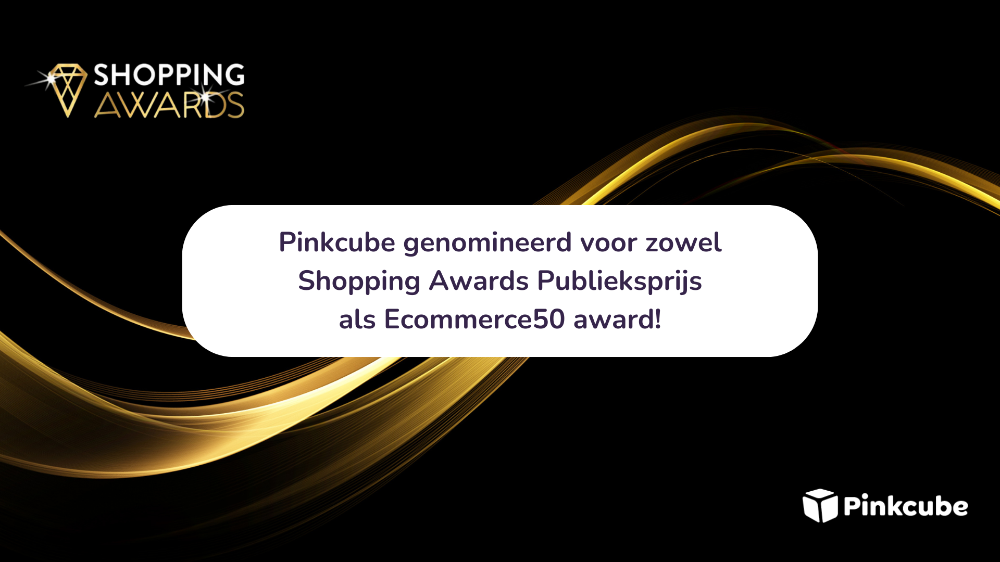 SHOPPING
AWARDS
Pinkcube genomineerd voor zowel
Shopping Awards Publieksprijs
als Ecommerce50 award!
Pinkcube